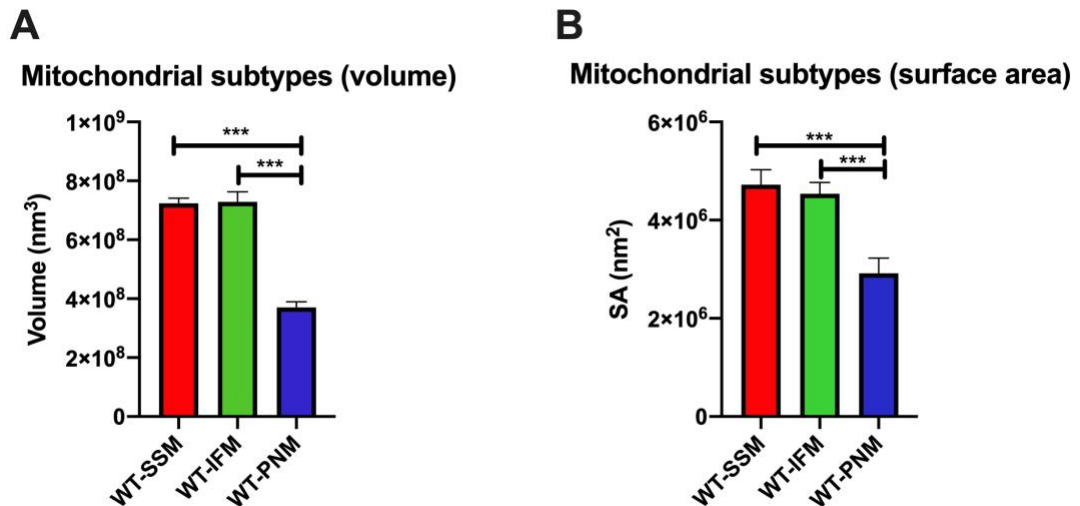 A
Mitochondrial subtypes (volume)
1×10⁹
8×10⁸
6×10⁸
4×10⁸
2×10⁸
0
Volume (nm³)
***
***
WT-SSM
WT-IFM
WT-PNM
B
Mitochondrial subtypes (surface area)
6×10⁶
4×10⁶
2×10⁶
0
SA (nm²)
***
***
WT-SSM
WT-IFM
WT-PNM